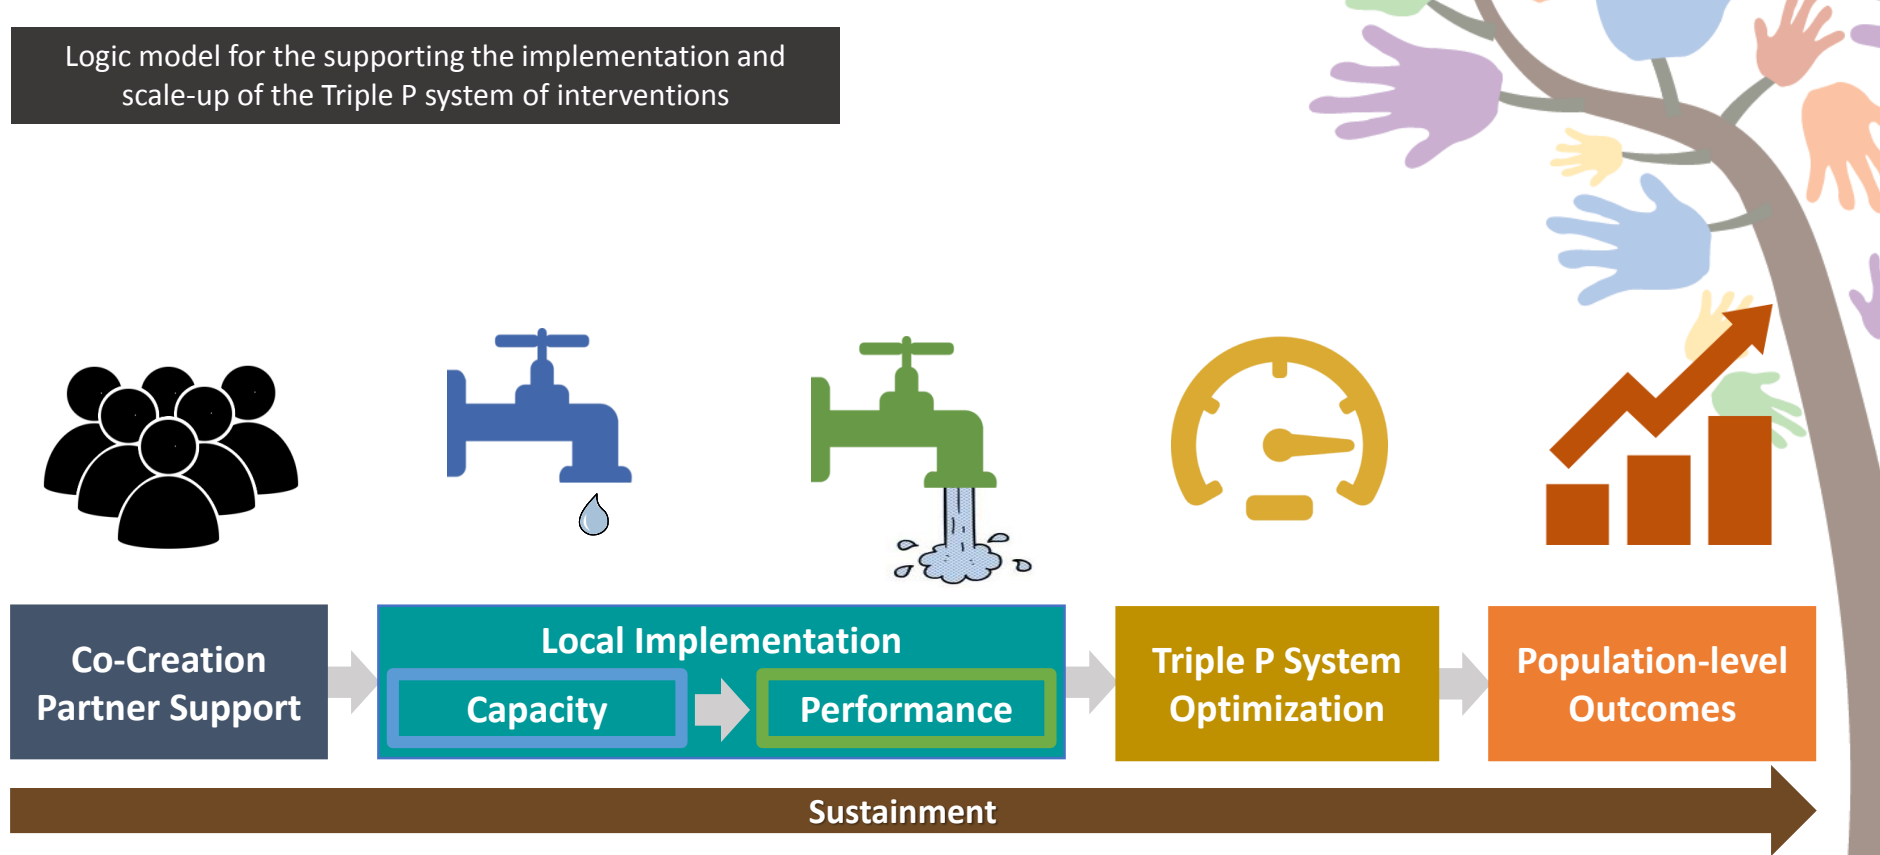 Logic model for the supporting the implementation and
scale-up of the Triple P system of interventions
Co-Creation
Partner Support
Local Implementation
Capacity
Performance
Triple P System
Optimization
Population-level
Outcomes
Sustainment